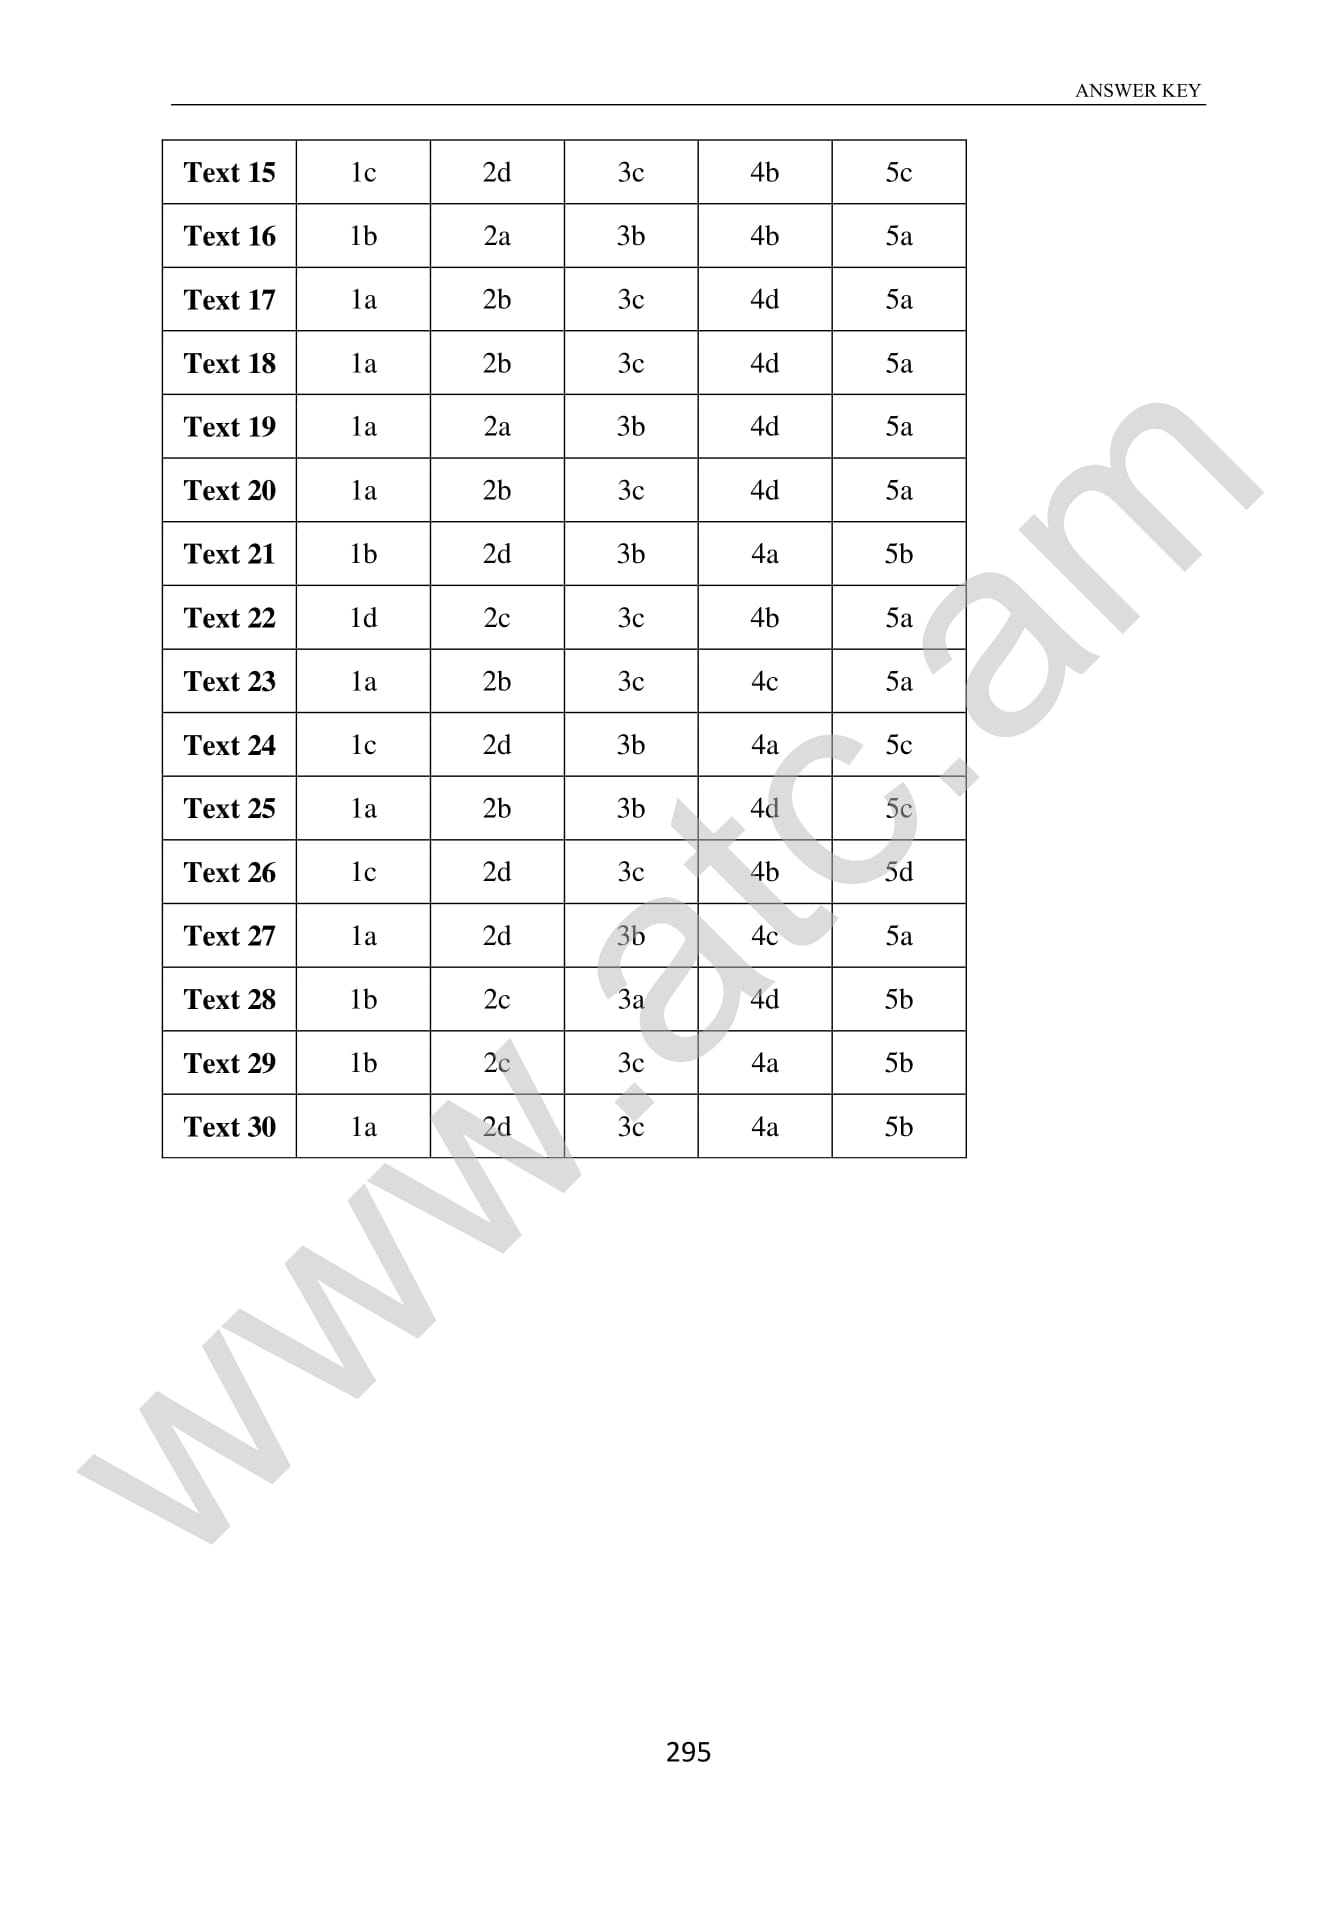 ANSWER KEY
Text 15 1c 2d 3c 4b 5c
Text 16 1b 2a 3b 4b 5a
Text 17 1a 2b 3c 4d 5a
Text 18 1a 2b 3c 4d 5a
Text 19 1a 2a 3b 4d 5a
Text 20 1a 2b 3c 4d 5a
Text 21 1b 2d 3b 4a 5b
Text 22 1d 2c 3c 4b 5a
Text 23 1a 2b 3c 4c 5a
Text 24 1c 2d 3b 4a 5c
Text 25 1a 2b 3b 4d 5c
Text 26 1c 2d 3c 4b 5d
Text 27 1a 2d 3b 4c 5a
Text 28 1b 2c 3a 4d 5b
Text 29 1b 2c 3c 4a 5b
Text 30 1a 2d 3c 4a 5b
www.atc.am
295